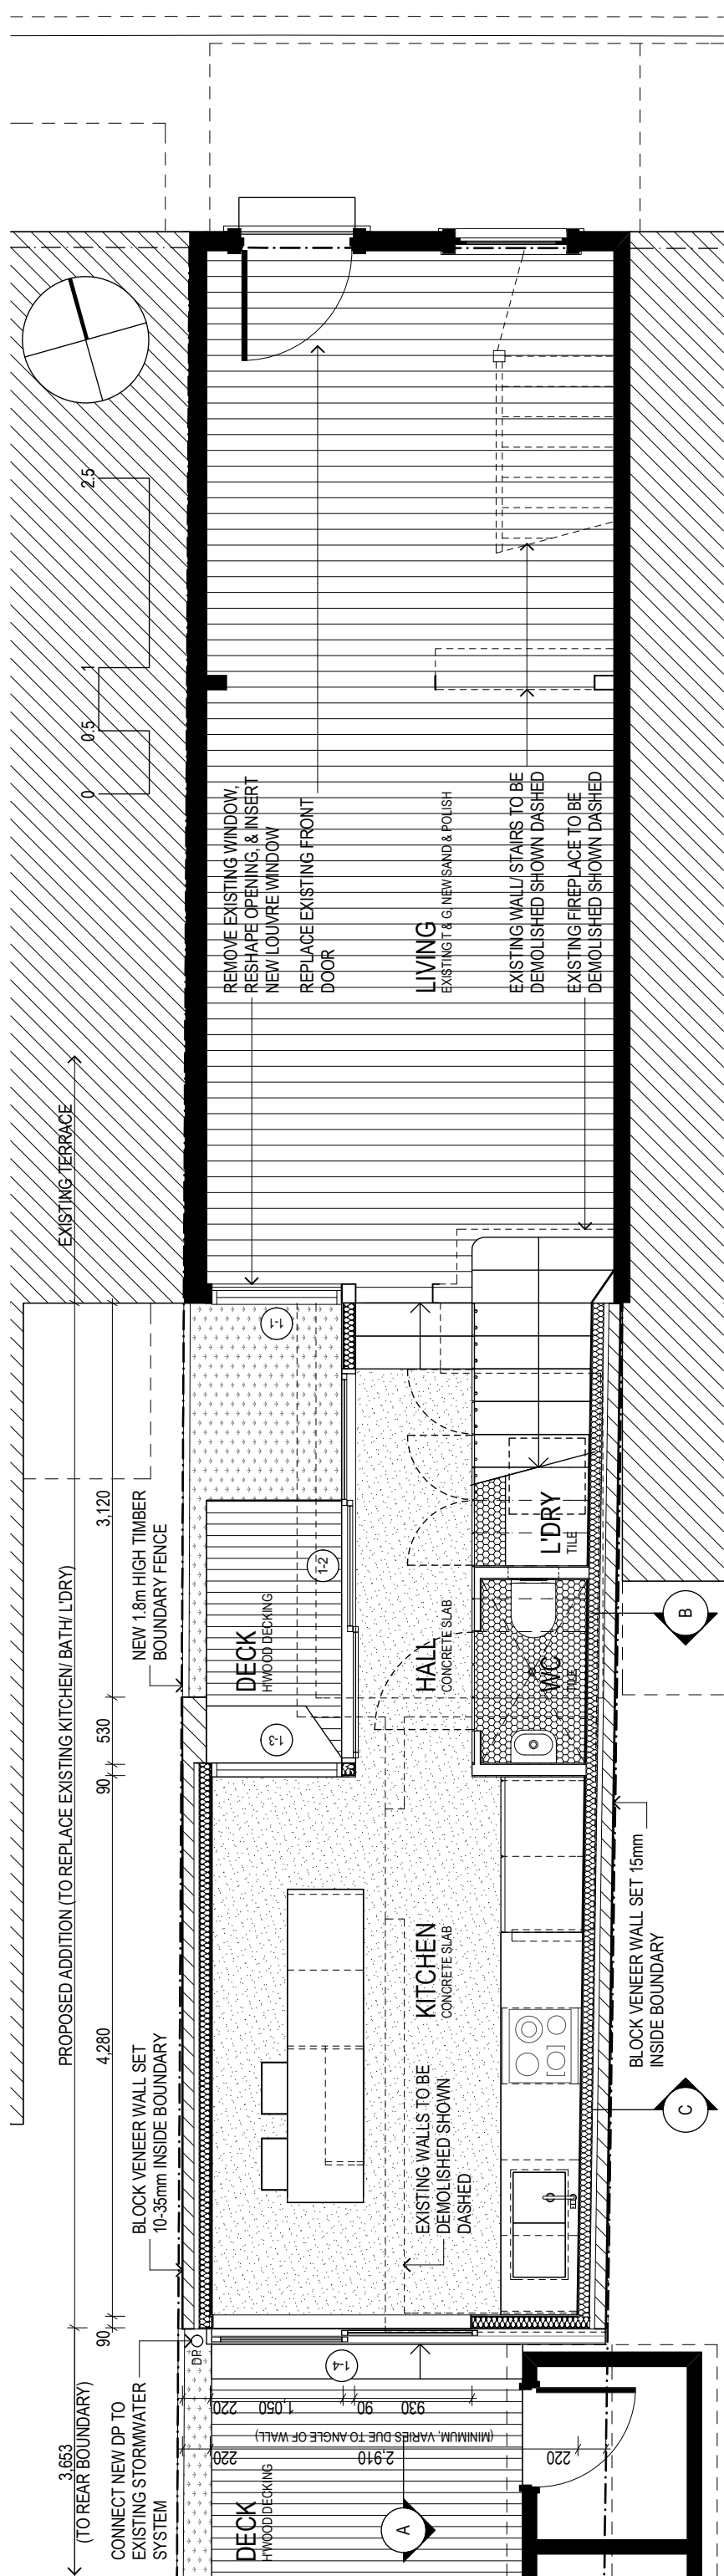 2.5
1
0.5
0
REMOVE EXISTING WINDOW,
RESHAPE OPENING, & INSERT
NEW LOUVRE WINDOW
REPLACE EXISTING FRONT
DOOR
LIVING
EXISTING T & G, NEW SAND & POLISH
EXISTING WALL/ STAIRS TO BE
DEMOLISHED SHOWN DASHED
EXISTING FIREPLACE TO BE
DEMOLISHED SHOWN DASHED
EXISTING TERRACE
1-1
PROPOSED ADDITION (TO REPLACE EXISTING KITCHEN/ BATH/ L'DRY)
3,120
530
90
4,280
90
NEW 1.8m HIGH TIMBER
BOUNDARY FENCE
1-2
DECK
H'WOOD DECKING
1-3
HALL
CONCRETE SLAB
L'DRY
TILE
WC
TILE
B
KITCHEN
CONCRETE SLAB
BLOCK VENEER WALL SET
10-35mm INSIDE BOUNDARY
EXISTING WALLS TO BE
DEMOLISHED SHOWN
DASHED
BLOCK VENEER WALL SET 15mm
INSIDE BOUNDARY
C
3,653
(TO REAR BOUNDARY)
CONNECT NEW DP TO
EXISTING STORMWATER
SYSTEM
DP
1-4
220
1,050
90
930
(MINIMUM, VARIES DUE TO ANGLE OF WALL)
220
2,910
220
DECK
H'WOOD DECKING
A